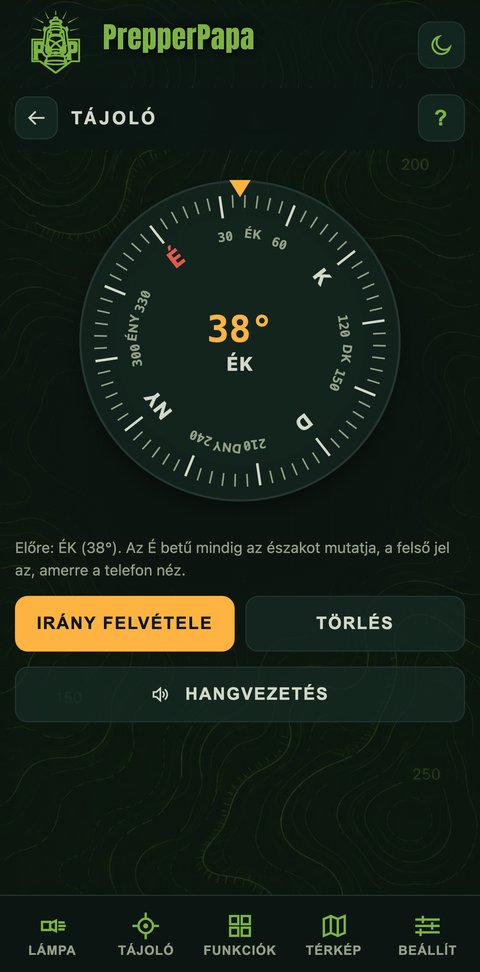 PP
PrepperPapa
TÁJOLÓ
?
200
30 ÉK 60
É
K
330
ÉNY
300
120
DK
150
38°
ÉK
NY
D
240
DNY
210
Előre: ÉK (38°). Az É betű mindig az északot mutatja, a felső jel
az, amerre a telefon néz.
IRÁNY FELVÉTELE
TÖRLÉS
150
HANGVEZETÉS
250
LÁMPA
TÁJOLÓ
FUNKCIÓK
TÉRKÉP
BEÁLLÍT